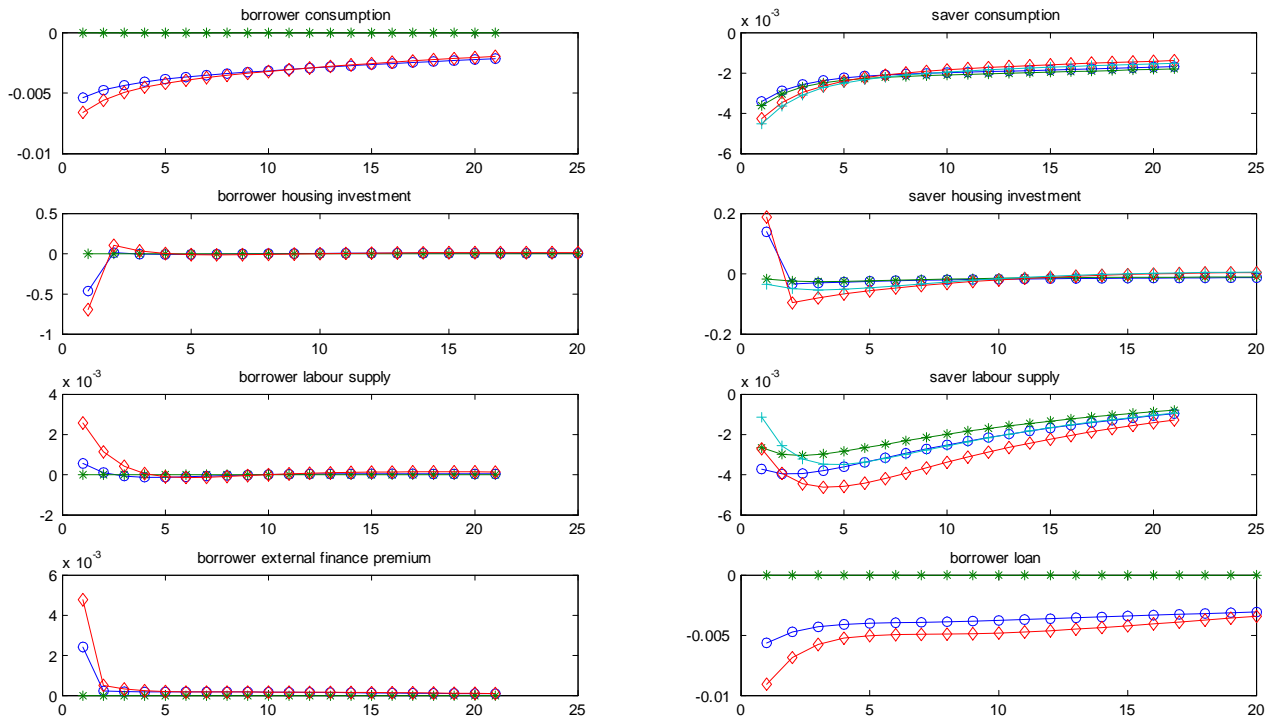 borrower consumption
0
-0.005
-0.01
0 5 10 15 20 25
saver consumption
x 10-3
0
-2
-4
-6
0 5 10 15 20 25
borrower housing investment
0.5
0
-0.5
-1
0 5 10 15 20
saver housing investment
0.2
0
-0.2
0 5 10 15 20
borrower labour supply
x 10-3
4
2
0
-2
0 5 10 15 20 25
saver labour supply
x 10-3
0
-2
-4
-6
0 5 10 15 20 25
borrower external finance premium
x 10-3
6
4
2
0
0 5 10 15 20 25
borrower loan
0
-0.005
-0.01
0 5 10 15 20